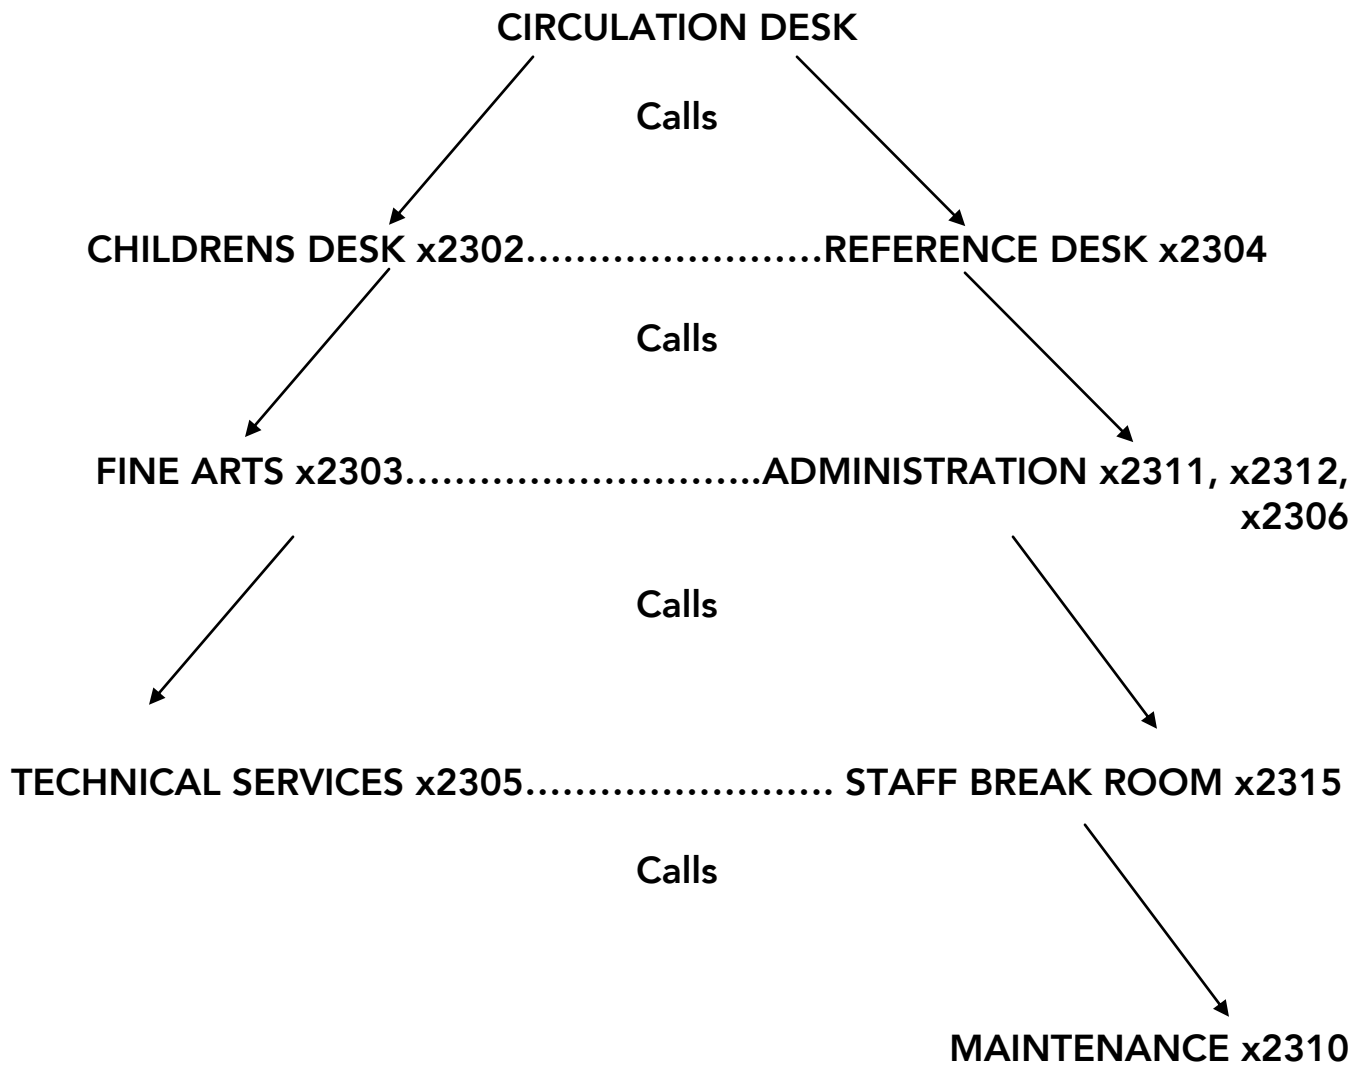 CIRCULATION DESK
Calls
CHILDRENS DESK x2302……………………REFERENCE DESK x2304
Calls
FINE ARTS x2303………………………..ADMINISTRATION x2311, x2312,
x2306
Calls
TECHNICAL SERVICES x2305……………………. STAFF BREAK ROOM x2315
Calls
MAINTENANCE x2310